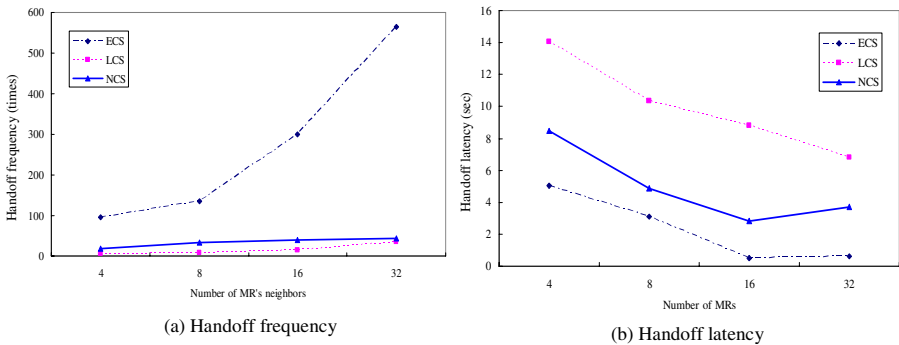 600
500
400
300
200
100
0
Handoff frequency (times)
ECS
LCS
NCS
4 8 16 32
Number of MR's neighbors
(a) Handoff frequency
16
14
12
10
8
6
4
2
0
Handoff latency (sec)
ECS
LCS
NCS
4 8 16 32
Number of MRs
(b) Handoff latency